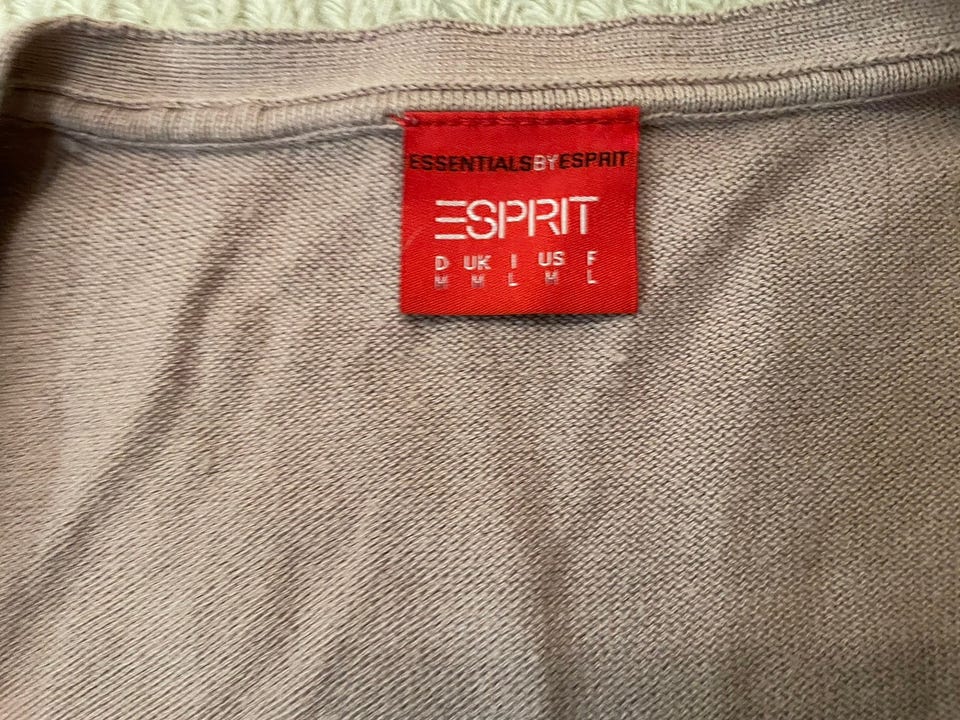 ESSENTIALSBYESPRIT
ESPRIT
D UK I US F
M M L M L